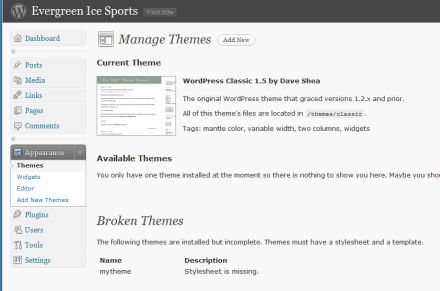 Evergreen Ice Sports Visit Site
Dashboard
Posts
Media
Links
Pages
Comments
Appearance
Themes
Widgets
Editor
Add New Themes
Plugins
Users
Tools
Settings
Manage Themes Add New
Current Theme
WordPress Classic 1.5 by Dave Shea
The original WordPress theme that graced versions 1.2.x and prior.
All of this theme's files are located in /themes/classic .
Tags: mantle color, variable width, two columns, widgets
Available Themes
You only have one theme installed at the moment so there is nothing to show you here. Maybe you shou
Broken Themes
The following themes are installed but incomplete. Themes must have a stylesheet and a template.
Name Description
mytheme Stylesheet is missing.